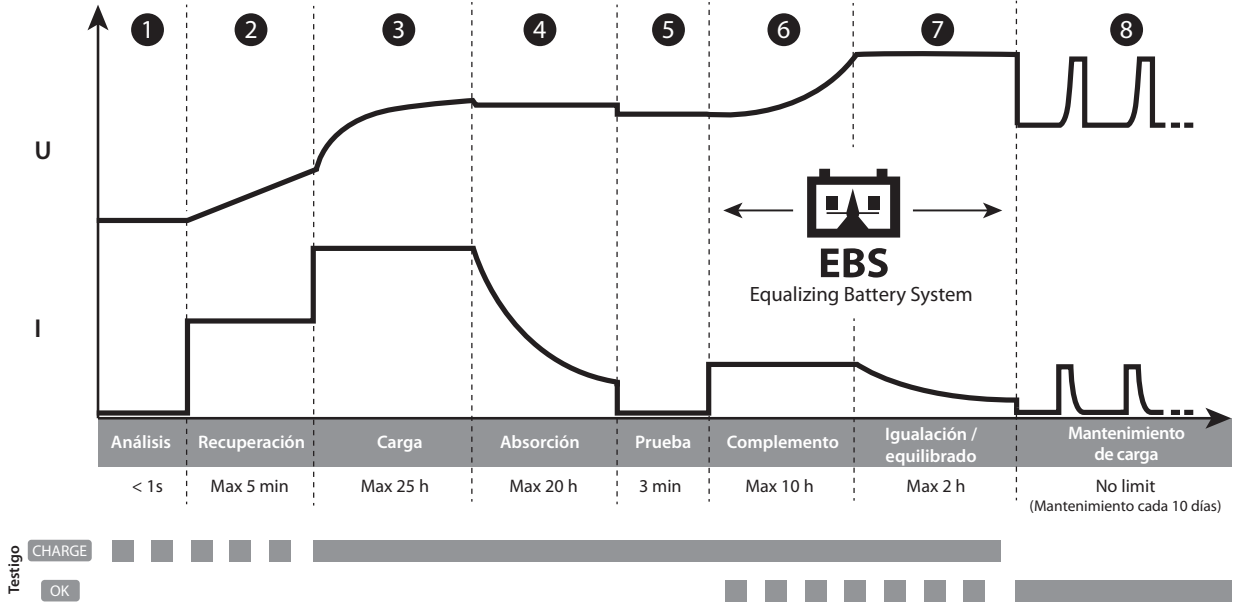 1 2 3 4 5 6 7 8
U
EBS
Equalizing Battery System
I
Análisis Recuperación Carga Absorción Prueba Complemento Igualación / Mantenimiento
equilibrado de carga
< 1s Max 5 min Max 25 h Max 20 h 3 min Max 10 h Max 2 h No limit
(Mantenimiento cada 10 días)
Testigo
CHARGE
OK